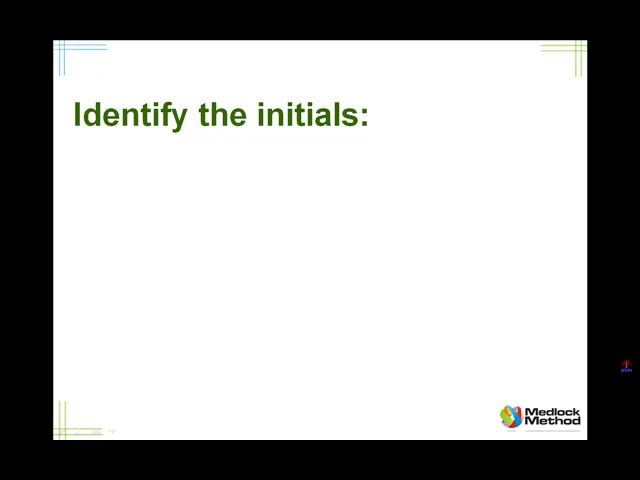 Identify the initials:
Medlock
Method